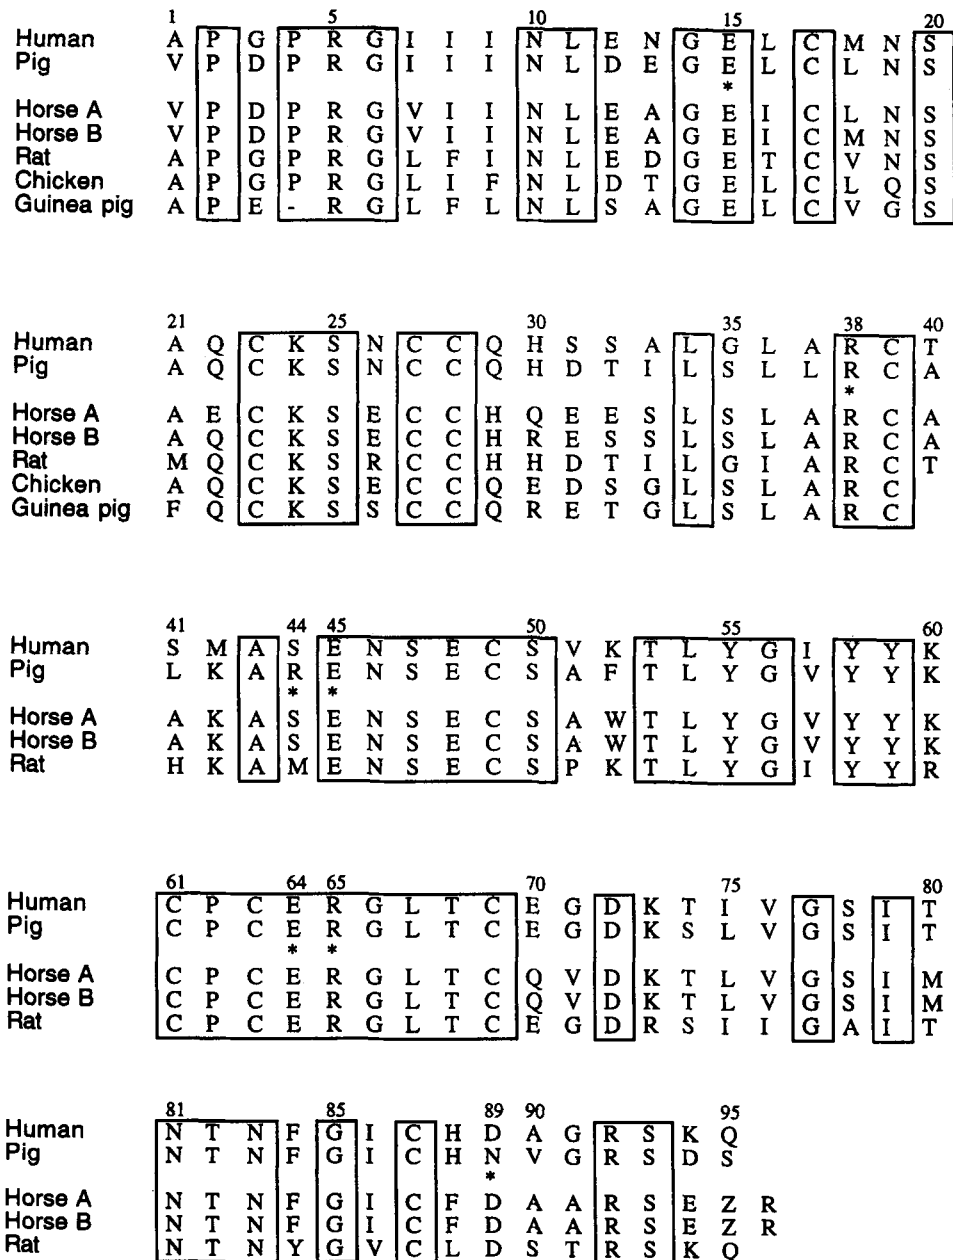 1 5 10 15 20
Human A P G P R G I I I N L E N G E L C M N S
Pig V P D P R G I I I N L D E G E L C L N S
*
Horse A V P D P R G V I I N L E A G E I C L N S
Horse B V P D P R G V I I N L E A G E I C M N S
Rat A P G P R G L F I N L E D G E T C V N S
Chicken A P G P R G L I F N L D T G E L C L Q S
Guinea pig A P E - R G L F L N L S A G E L C V G S
21 25 30 35 38 40
Human A Q C K S N C C Q H S S A L G L A R C T
Pig A Q C K S N C C Q H D T I L S L L R C A
*
Horse A A E C K S E C C H Q E E S L S L A R C A
Horse B A Q C K S E C C H R E S S L S L A R C A
Rat M Q C K S R C C H H D T I L G I A R C T
Chicken A Q C K S E C C Q E D S G L S L A R C
Guinea pig F Q C K S S C C Q R E T G L S L A R C
41 44 45 50 55 60
Human S M A S E N S E C S V K T L Y G I Y Y K
Pig L K A R E N S E C S A F T L Y G V Y Y K
* *
Horse A A K A S E N S E C S A W T L Y G V Y Y K
Horse B A K A S E N S E C S A W T L Y G V Y Y K
Rat H K A M E N S E C S P K T L Y G I Y Y R
61 64 65 70 75 80
Human C P C E R G L T C E G D K T I V G S I T
Pig C P C E R G L T C E G D K S L V G S I T
* *
Horse A C P C E R G L T C Q V D K T L V G S I M
Horse B C P C E R G L T C Q V D K T L V G S I M
Rat C P C E R G L T C E G D R S I I G A I T
81 85 89 90 95
Human N T N F G I C H D A G R S K Q
Pig N T N F G I C H N V G R S D S
*
Horse A N T N F G I C F D A A R S E Z R
Horse B N T N F G I C F D A A R S E Z R
Rat N T N Y G V C L D S T R S K Q